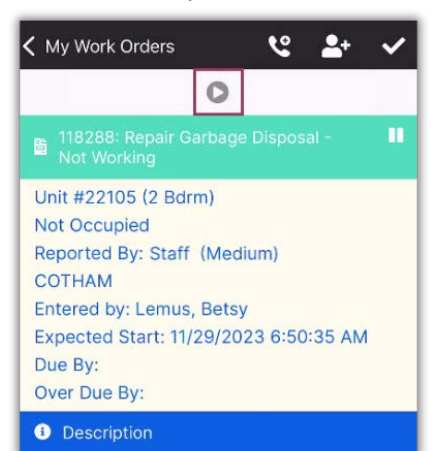 My Work Orders
118288: Repair Garbage Disposal -
Not Working
Unit #22105 (2 Bdrm)
Not Occupied
Reported By: Staff (Medium)
COTHAM
Entered by: Lemus, Betsy
Expected Start: 11/29/2023 6:50:35 AM
Due By:
Over Due By:
Description